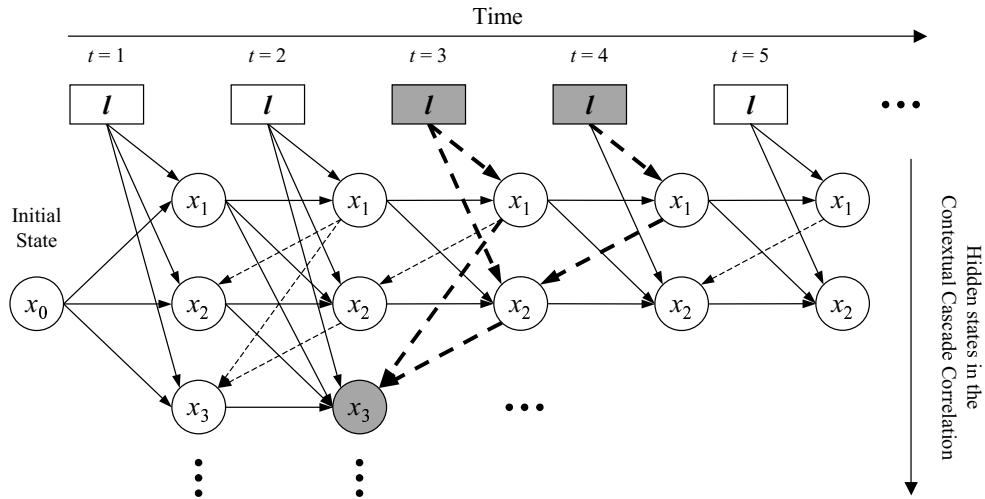 Time
t = 1 t = 2 t = 3 t = 4 t = 5
l l l l l
x1 x1 x1 x1 x1
Initial
State
x0 x2 x2 x2 x2 x2
x3 x3
Hidden states in the
Contextual Cascade Correlation